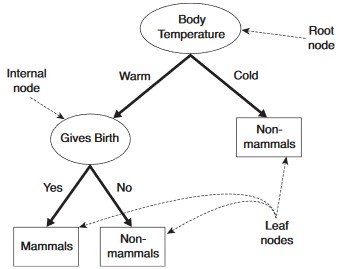 Body
Temperature
Root
node
Internal
node
Warm
Cold
Gives Birth
Non-
mammals
Yes
No
Leaf
nodes
Mammals
Non-
mammals